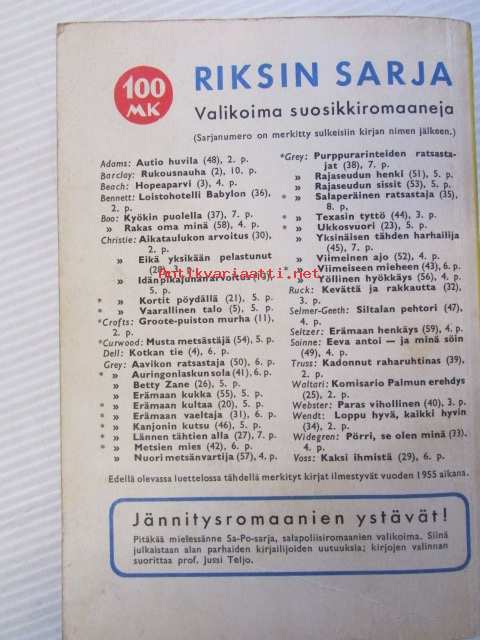 100
MK
RIKSIN SARJA
Valikoima suosikkiromaaneja
(Sarjanumero on merkitty sulkeisiin kirjan nimen jälkeen.)
Adams: Autio huvila (48), 2. p.
Barclay: Rukousnauha (2), 10. p.
Beach: Hopeaarvi (3), 4. p.
Bennett: Loistohotelli Babylon (36),
2. p.
Boo: Kyökin puolella (37), 7. p.
» Rakas oma minä (58), 4. p.
Christie: Aikataulukon arvoitus (30),
2. p.
» Eikä yksikään pelastunut
(28), 3.
» Idänpikajunan arvoitus
5. p.
* » Kortit pöydällä (21), 5. p.
* » Vaarallinen talo (5), 5. p.
*Crofts: Groote-puiston murha (11),
2. p.
*Curwood: Musta metsästäjä (54), 5. p.
Dell: Kotkan tie (4), 6. p.
Grey: Aavikon ratsastaja (50), 6. p.
* » Auringonlaskun sola (41), 6. p.
» Betty Zane (26), 5. p.
» Erämaan kukka (55), 5. p.
* » Erämaan kultaa (20), 5. p.
* » Erämaan vaeltaja (31), 6. p.
* » Kanjonin kutsu (46), 5. p.
* » Lännen tähtien alla (27), 7. p.
* » Metsien mies (42), 6. p.
» Nuori metsänvartija (57), 4. p.
*Grey: Purppurarinteiden ratsasta-
jat (38), 7. p.
» Rajaseudun henki (51), 5. p.
» Rajaseudun sissit (53), 5. p.
* » Salaperäinen ratsastaja (35),
8. p.
* » Texasin tyttö (44), 3. p.
* » Ukkosvuori (23), 5. p.
» Yksinäisen tähden harhailija
(45), 7. p.
» Viimeinen ajo (52), 4. p.
* » Viimeiseen mieheen (43), 6. p.
» Yöllinen hyökkäys (56), 4. p.
Ruck: Kevättä ja rakkautta (32),
3. p.
Selmer-Geeth: Siltalan pehtori (47),
4. p.
Seltzer: Erämaan henkäys (59), 4. p.
Soinne: Eeva antoi — ja minä söin
(49), 4. p.
Truss: Kadonnut raharuhtinas (39),
2. p.
Waltari: Komisario Palmun erehdys
(25), 2. p.
Webster: Paras vihollinen (40), 3. p.
Wendt: Loppu hyvä, kaikki hyvin
(34), 2. p.
Widegren: Pörri, se olen minä (33),
4. p.
Voss: Kaksi ihmistä (29), 6. p.
Antikvariaatti.net
Edellä olevassa luettelossa tähdellä merkityt kirjat ilmestyvät vuoden 1955 aikana.
Jännitysromaanien ystävät!
Pitäkää mielessänne Sa-Po-sarja, salapoliisiromaanien valikoima. Siinä
julkaistaan alan parhaiden kirjailijoiden uutuuksia; kirjojen valinnan
suorittaa prof. Jussi Teljo.